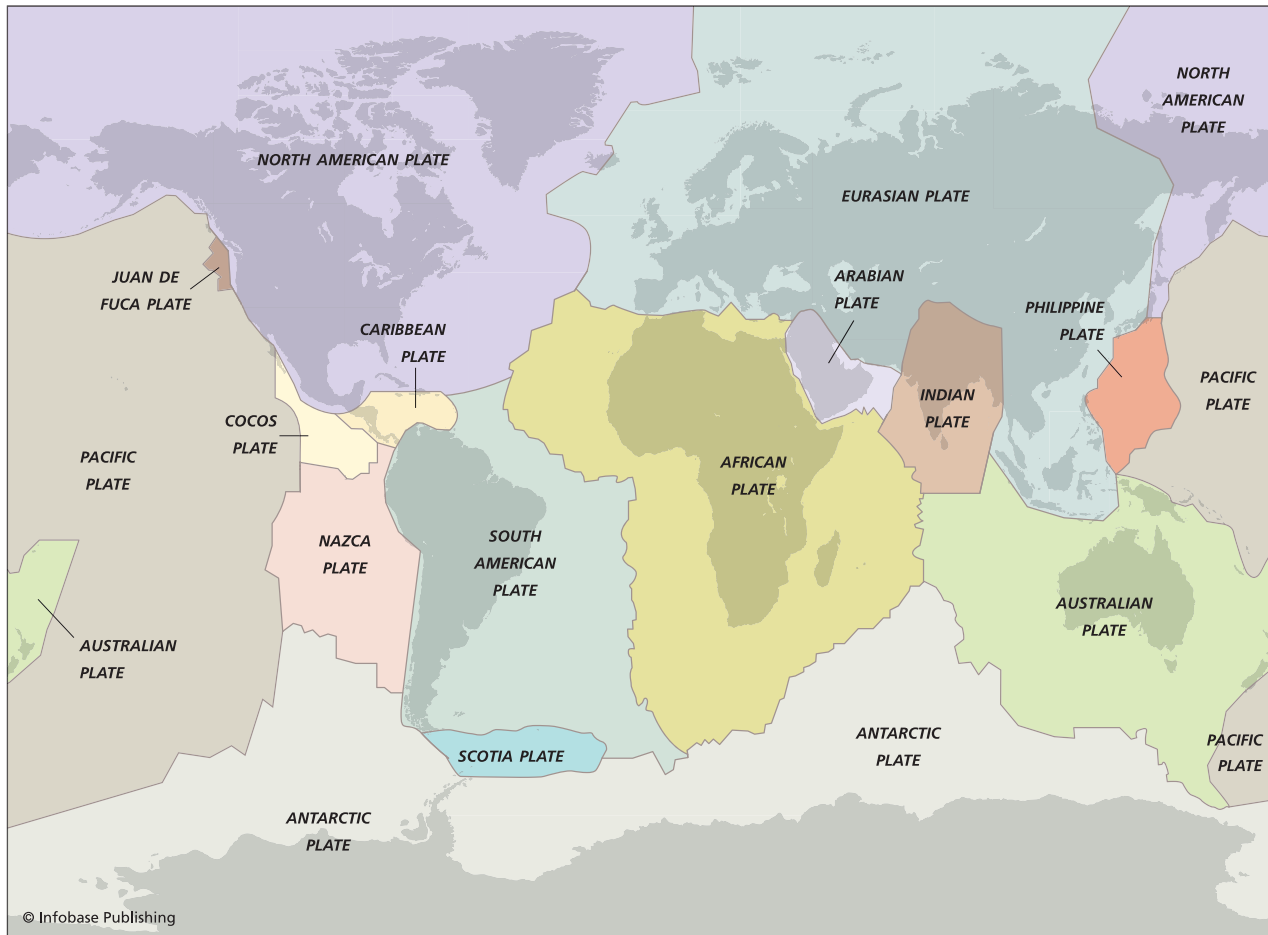 NORTH
AMERICAN
PLATE
NORTH AMERICAN PLATE
EURASIAN PLATE
JUAN DE
FUCA PLATE
ARABIAN
PLATE
PHILIPPINE
PLATE
CARIBBEAN
PLATE
COCOS
PLATE
INDIAN
PLATE
PACIFIC
PLATE
PACIFIC
PLATE
AFRICAN
PLATE
NAZCA
PLATE
SOUTH
AMERICAN
PLATE
AUSTRALIAN
PLATE
AUSTRALIAN
PLATE
ANTARCTIC
PLATE
PACIFIC
PLATE
SCOTIA PLATE
ANTARCTIC
PLATE
© Infobase Publishing